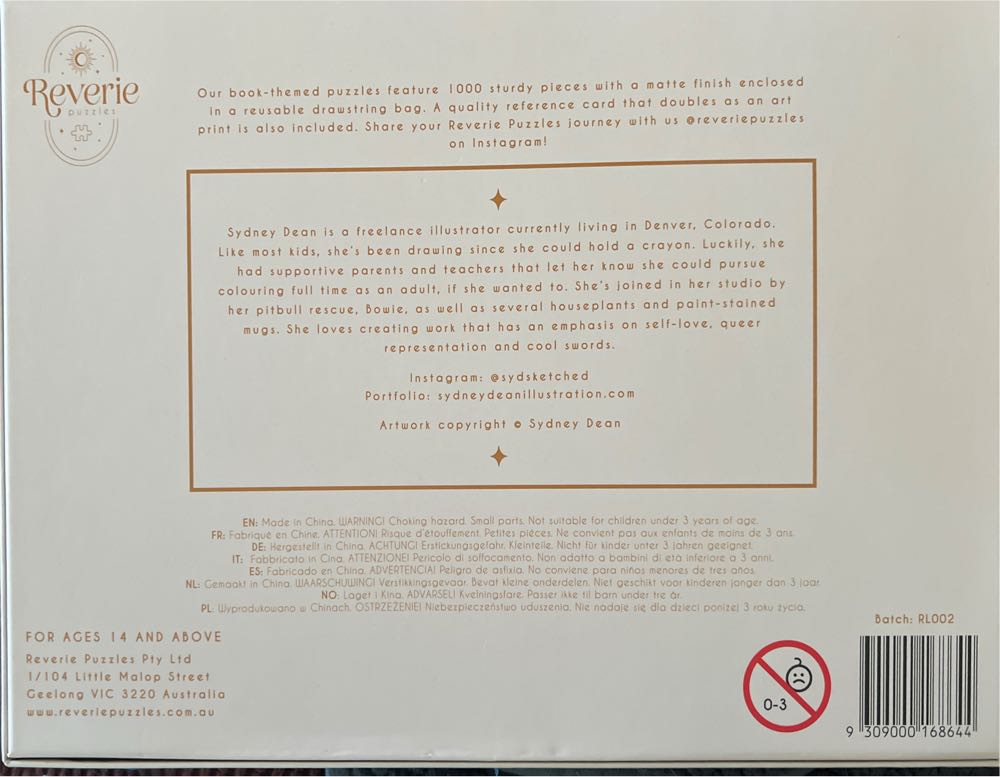 Reverie
puzzles
Our book-themed puzzles feature 1000 sturdy pieces with a matte finish enclosed
in a reusable drawstring bag. A quality reference card that doubles as an art
print is also included. Share your Reverie Puzzles journey with us @reveriepuzzles
on Instagram!
Sydney Dean is a freelance illustrator currently living in Denver, Colorado.
Like most kids, she's been drawing since she could hold a crayon. Luckily, she
had supportive parents and teachers that let her know she could pursue
colouring full time as an adult, if she wanted to. She's joined in her studio by
her pitbull rescue, Bowie, as well as several houseplants and paint-stained
mugs. She loves creating work that has an emphasis on self-love, queer
representation and cool swords.
Instagram: @sydsketched
Portfolio: sydneydeanillustration.com
Artwork copyright © Sydney Dean
EN: Made in China. WARNING! Choking hazard. Small parts. Not suitable for children under 3 years of age.
FR: Fabriqué en Chine. ATTENTION! Risque d'étouffement. Petites pièces. Ne convient pas aux enfants de moins de 3 ans.
DE: Hergestellt in China. ACHTUNG! Erstickungsgefahr. Kleinteile. Nicht für kinder unter 3 jahren geeignet.
IT: Fabbricato in Cina. ATTENZIONE! Pericolo di soffocamento. Non adatto a bambini di età inferiore a 3 anni.
ES: Fabricado en China. ADVERTENCIA! Peligro de asfixia. No conviene para niños menores de tres años.
NL: Gemaakt in China. WAARSCHUWING! Verstikkingsgevaar. Bevat kleine onderdelen. Niet geschikt voor kinderen jonger dan 3 jaar.
NO: Laget i Kina. ADVARSEL! Kvelningsfare. Passer ikke til barn under tre år.
PL: Wyprodukowano w Chinach. OSTRZEŻENIE! Niebezpieczeństwo uduszenia. Nie nadaje się dla dzieci poniżej 3 roku życia.
FOR AGES 14 AND ABOVE
Reverie Puzzles Pty Ltd
1/104 Little Malop Street
Geelong VIC 3220 Australia
www.reveriepuzzles.com.au
0-3
Batch: RL002
9 309000 168644